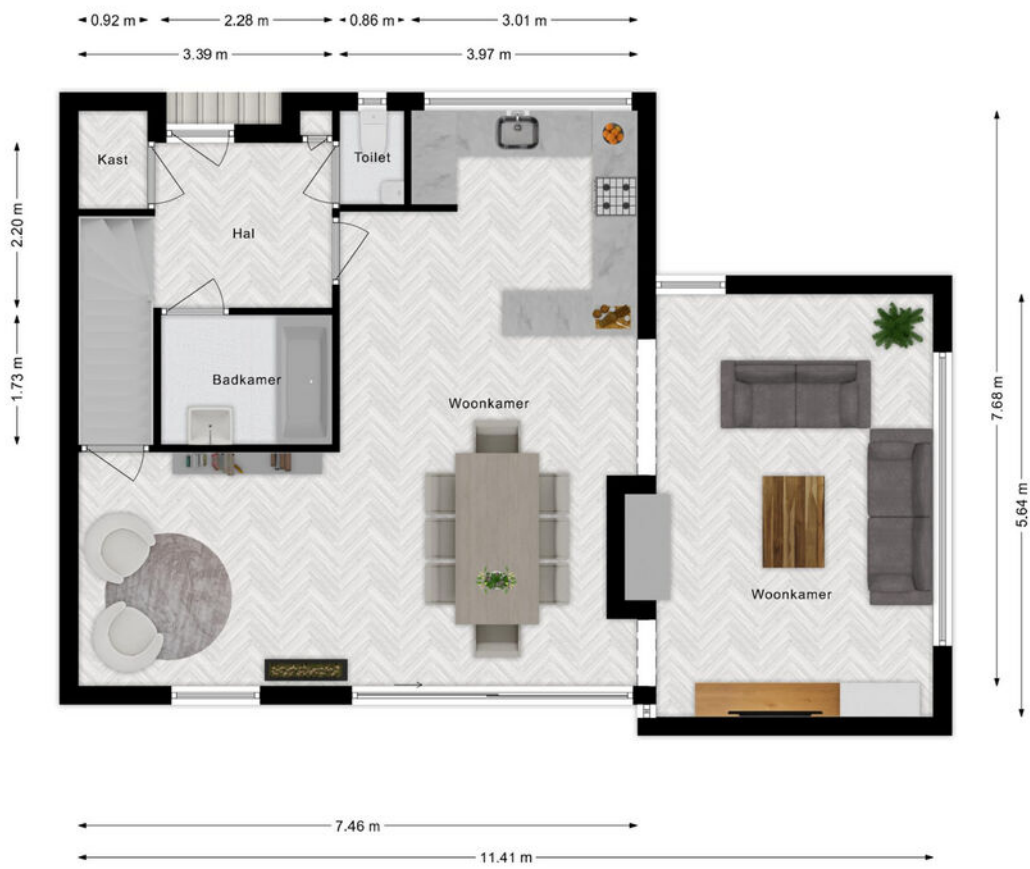 0.92 m 2.28 m 0.86 m 3.01 m
3.39 m 3.97 m
Kast
Toilet
2.20 m
Hal
1.73 m
Badkamer
Woonkamer
7.68 m
5.64 m
Woonkamer
7.46 m
11.41 m